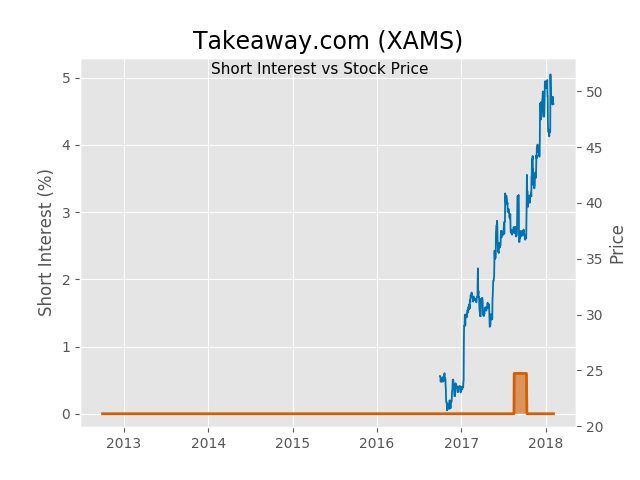 Takeaway.com (XAMS)
Short Interest vs Stock Price
Short Interest (%)
5
4
3
2
1
0
50
45
40
35
30
25
20
Price
2013 2014 2015 2016 2017 2018